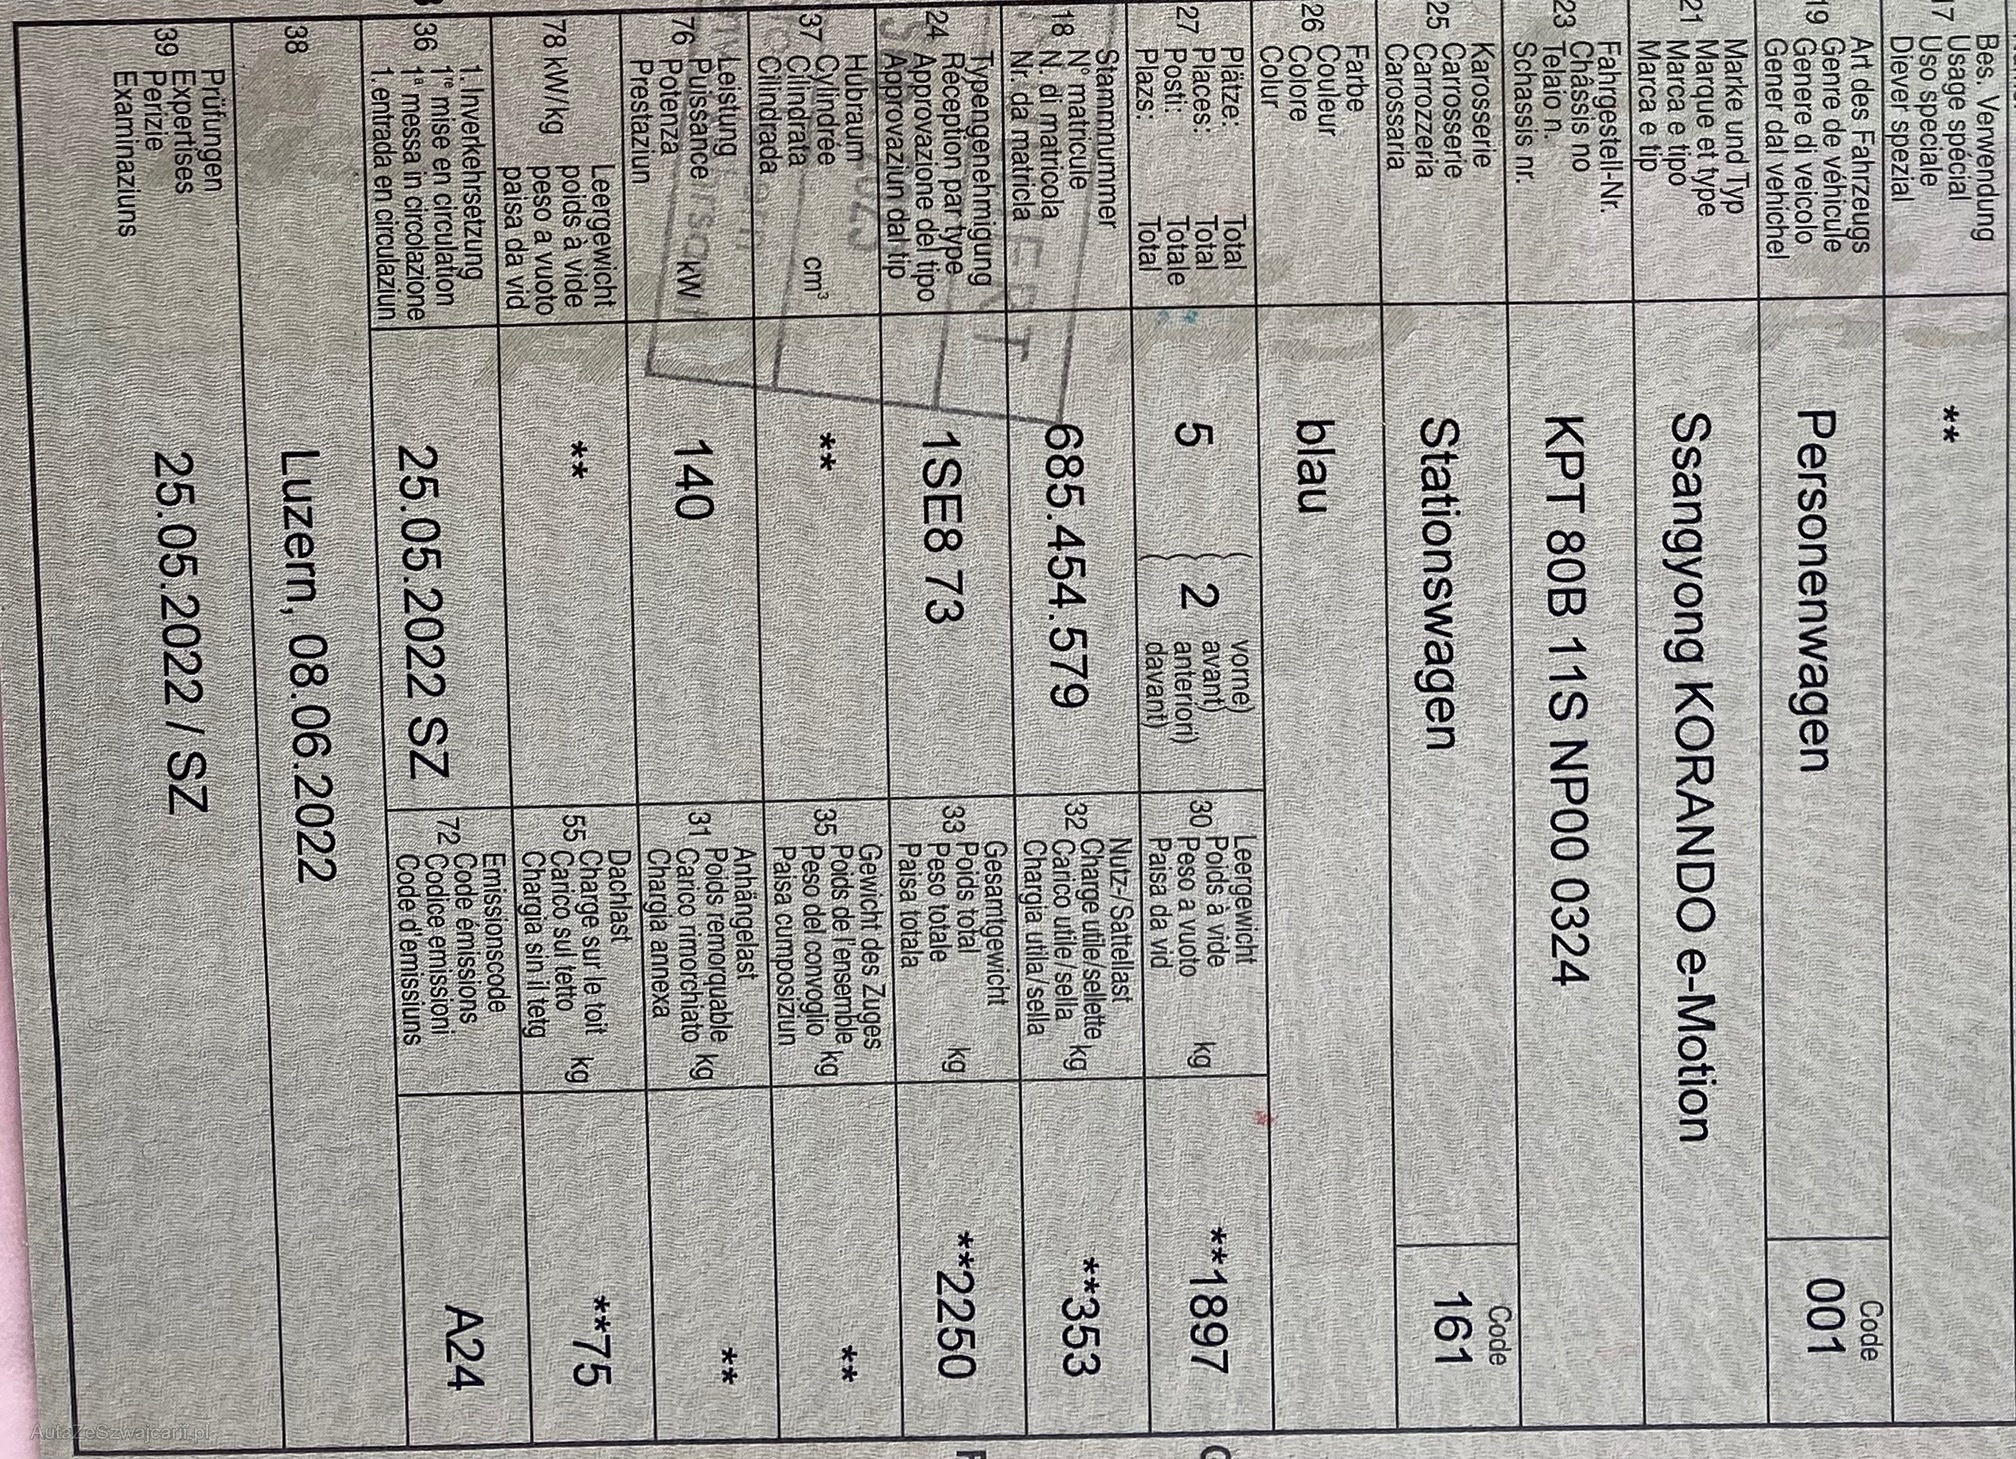 Bes. Verwendung
17 Usage spécial **
Uso speciale
Diever spezial
Art des Fahrzeugs Code
19 Genre de véhicule Personenwagen 001
Genere di veicolo
Gener dal vehichel
Marke und Typ
21 Marque et type Ssangyong KORANDO e-Motion
Marca e tipo
Marca e tip
Fahrgestell-Nr.
23 Châssis no KPT 80B 11S NP00 0324
Telaio n.
Schassis nr.
Karosserie Code
25 Carrosserie Stationswagen 161
Carrozzeria
Carossaria
Farbe
26 Couleur blau
Colore
Colur
Plätze: Total vorne) Leergewicht
27 Places: Total 5 ( 2 avant) 30 Poids à vide kg **1897
Posti: Totale anteriori) Peso a vuoto
Plazs: Total davant) Paisa da vid
Stammnummer Nutz-/Sattellast
18 N° matricule 685.454.579 32 Charge utile/sellette kg **353
N. di matricola Carico utile/sella
Nr. da matricla Chargia utila/sella
Typengenehmigung Gesamtgewicht
24 Réception par type 1SE8 73 33 Poids total kg **2250
Approvazione del tipo Peso totale
Approvaziun dal tip Paisa totala
Hubraum Gewicht des Zuges
37 Cylindrée cm³ ** 35 Poids de l'ensemble kg **
Cilindrata Peso del convoglio
Cilindrada Paisa cumposiziun
Leistung Anhängelast
76 Puissance kW 140 31 Poids remorquable kg **
Potenza Carico rimorchiato
Prestaziun Chargia annexa
Leergewicht Dachlast
78 kW/kg poids à vide ** 55 Charge sur le toit kg **75
peso a vuoto Carico sul tetto
paisa da vid Chargia sin il tetg
1. Inverkehrsetzung Emissionscode
36 1re mise en circulation 25.05.2022 SZ 72 Code émissions A24
1a messa in circolazione Codice emissioni
1. entrada en circulaziun Code d'emissiuns
38 Luzern, 08.06.2022
Prüfungen
39 Expertises 25.05.2022 / SZ
Perizie
Examinaziuns
AutaZeSzwajcarii.pl